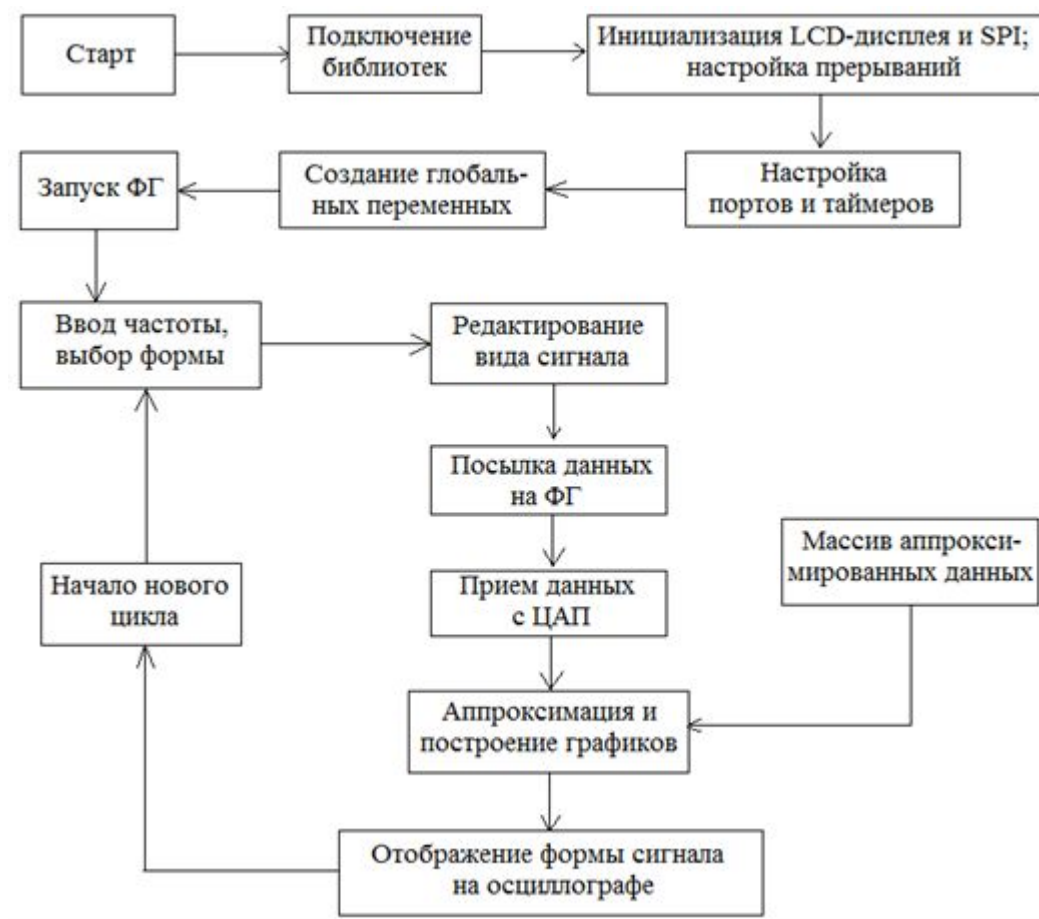 Старт
Подключение
библиотек
Инициализация LCD-дисплея и SPI;
настройка прерываний
Настройка
портов и таймеров
Создание глобаль-
ных переменных
Запуск ФГ
Ввод частоты,
выбор формы
Редактирование
вида сигнала
Посылка данных
на ФГ
Прием данных
с ЦАП
Массив аппрокси-
мированных данных
Аппроксимация и
построение графиков
Отображение формы сигнала
на осциллографе
Начало нового
цикла